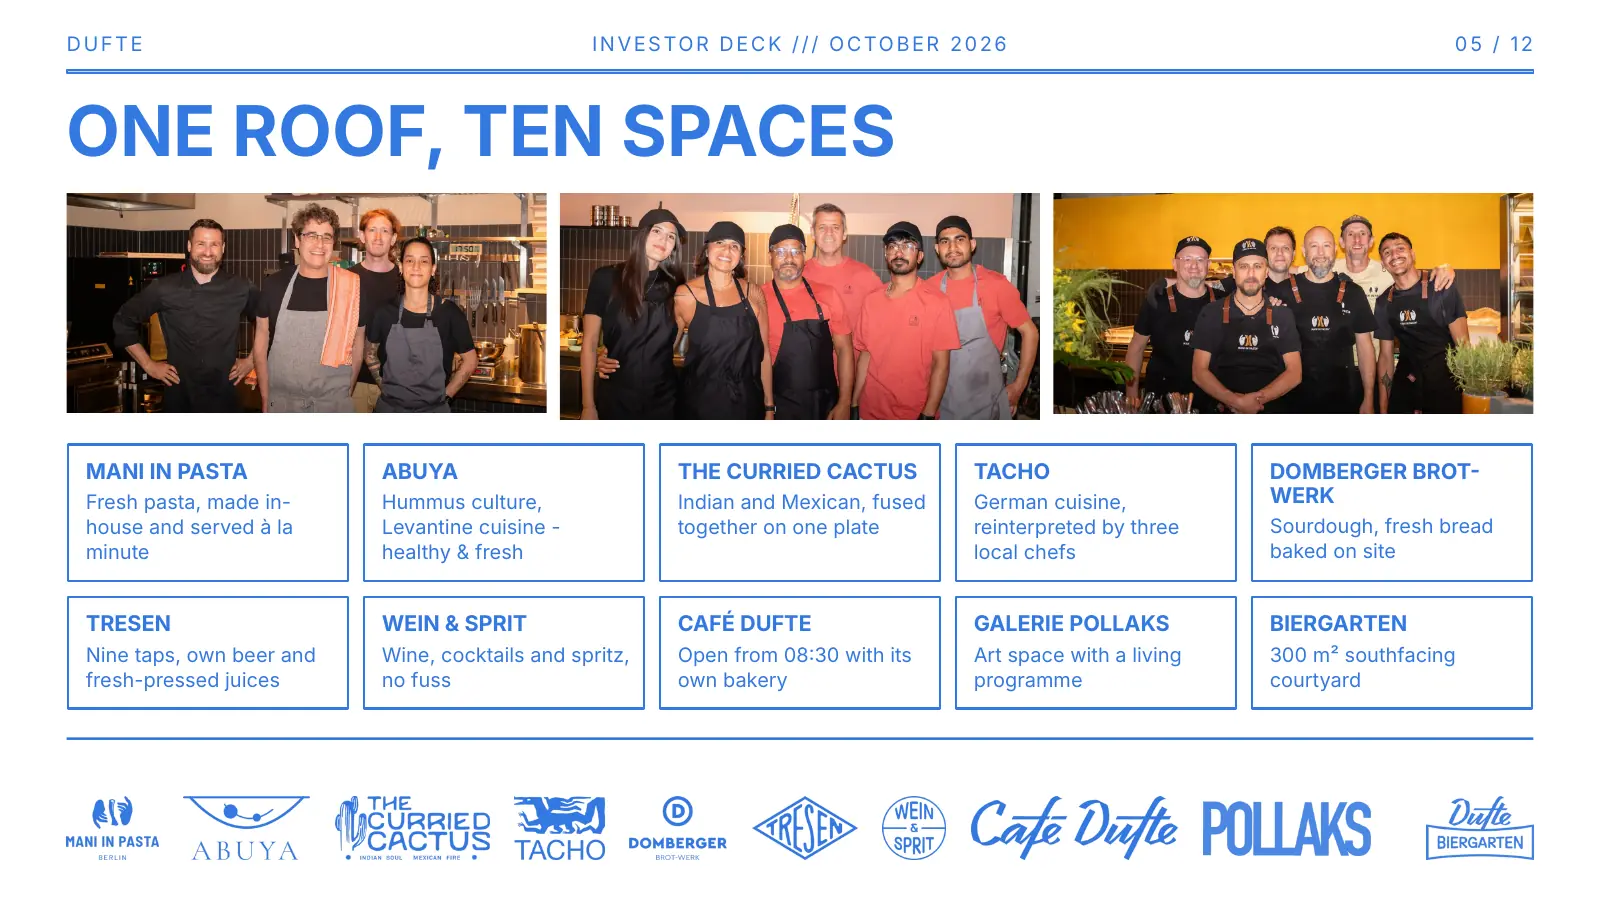 DUFTE
INVESTOR DECK /// OCTOBER 2026
05 / 12
ONE ROOF, TEN SPACES
17:50
MANI IN PASTA
Fresh pasta, made in-
house and served à la
minute
ABUYA
Hummus culture,
Levantine cuisine -
healthy & fresh
THE CURRIED CACTUS
Indian and Mexican, fused
together on one plate
TACHO
German cuisine,
reinterpreted by three
local chefs
DOMBERGER BROT-
WERK
Sourdough, fresh bread
baked on site
TRESEN
Nine taps, own beer and
fresh-pressed juices
WEIN & SPRIT
Wine, cocktails and spritz,
no fuss
CAFÉ DUFTE
Open from 08:30 with its
own bakery
GALERIE POLLAKS
Art space with a living
programme
BIERGARTEN
300 m² southfacing
courtyard
MANI IN PASTA
BERLIN
ABUYA
THE
CURRIED
CACTUS
INDIAN SOUL MEXICAN FIRE
TACHO
D
DOMBERGER
BROT-WERK
TRESEN
WEIN
&
SPRIT
Café Dufte
POLLAKS
Dufte
BIERGARTEN